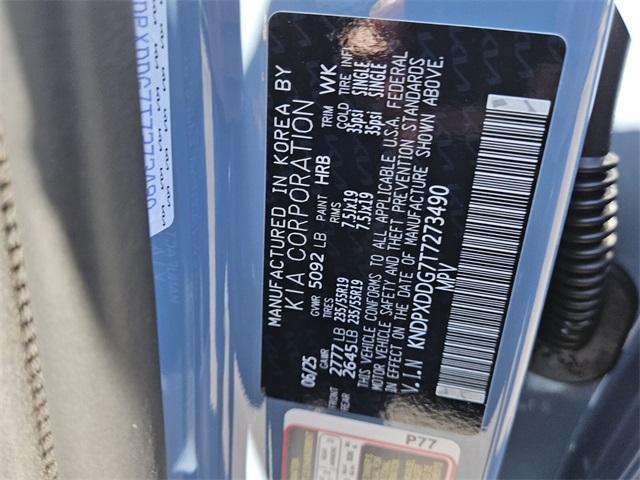 MANUFACTURED IN KOREA BY
KIA CORPORATION
06/25 GVWR 5092 LB PAINT HRB TRIM WK
GAWR TIRES RIMS COLD TIRE INFL
FRONT 2777LB 235/55R19 7.5Jx19 35psi SINGLE
REAR 2645LB 235/55R19 7.5Jx19 35psi SINGLE
THIS VEHICLE CONFORMS TO ALL APPLICABLE U.S.A. FEDERAL
MOTOR VEHICLE SAFETY AND THEFT PREVENTION STANDARDS
IN EFFECT ON THE DATE OF MANUFACTURE SHOWN ABOVE.
V.I.N KNDPXDDG7T7273490
MPV
P77